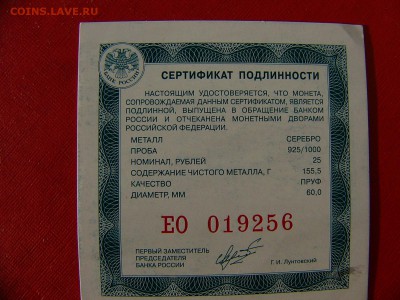 COINS.LAVE.RU
БАНК РОССИИ
СЕРТИФИКАТ ПОДЛИННОСТИ
НАСТОЯЩИМ УДОСТОВЕРЯЕТСЯ, ЧТО МОНЕТА,
СОПРОВОЖДАЕМАЯ ДАННЫМ СЕРТИФИКАТОМ, ЯВЛЯЕТСЯ
ПОДЛИННОЙ, ВЫПУЩЕНА В ОБРАЩЕНИЕ БАНКОМ
РОССИИ И ОТЧЕКАНЕНА МОНЕТНЫМИ ДВОРАМИ
РОССИЙСКОЙ ФЕДЕРАЦИИ.
МЕТАЛЛ СЕРЕБРО
ПРОБА 925/1000
НОМИНАЛ, РУБЛЕЙ 25
СОДЕРЖАНИЕ ЧИСТОГО МЕТАЛЛА, Г 155,5
КАЧЕСТВО ПРУФ
ДИАМЕТР, ММ 60,0
ЕО 019256
ПЕРВЫЙ ЗАМЕСТИТЕЛЬ
ПРЕДСЕДАТЕЛЯ
БАНКА РОССИИ Г. И. Лунтовский